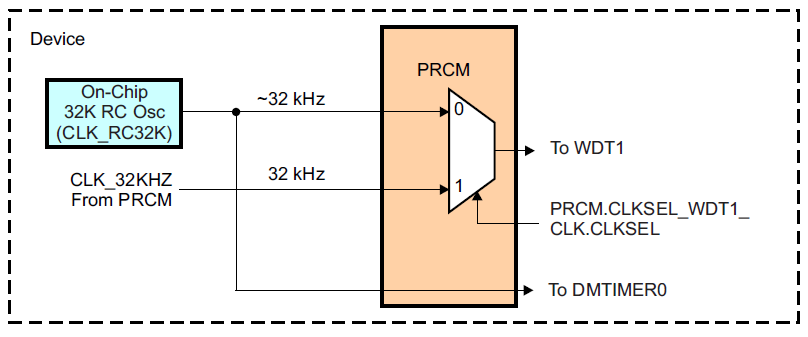 Device
PRCM
On-Chip
32K RC Osc
(CLK_RC32K)
~32 kHz
0
To WDT1
CLK_32KHZ
From PRCM
32 kHz
1
PRCM.CLKSEL_WDT1_
CLK.CLKSEL
To DMTIMER0